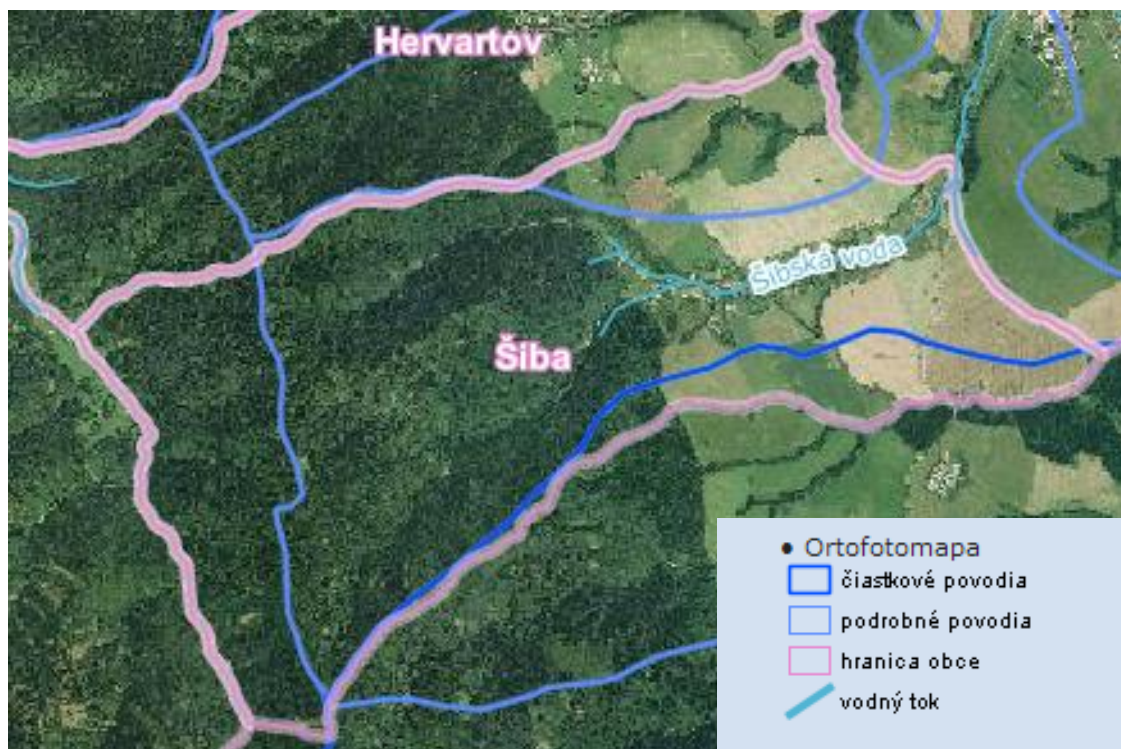 Hervartov
Šibská voda
Šiba
• Ortofotomapa
čiastkové povodia
podrobné povodia
hranica obce
vodný tok